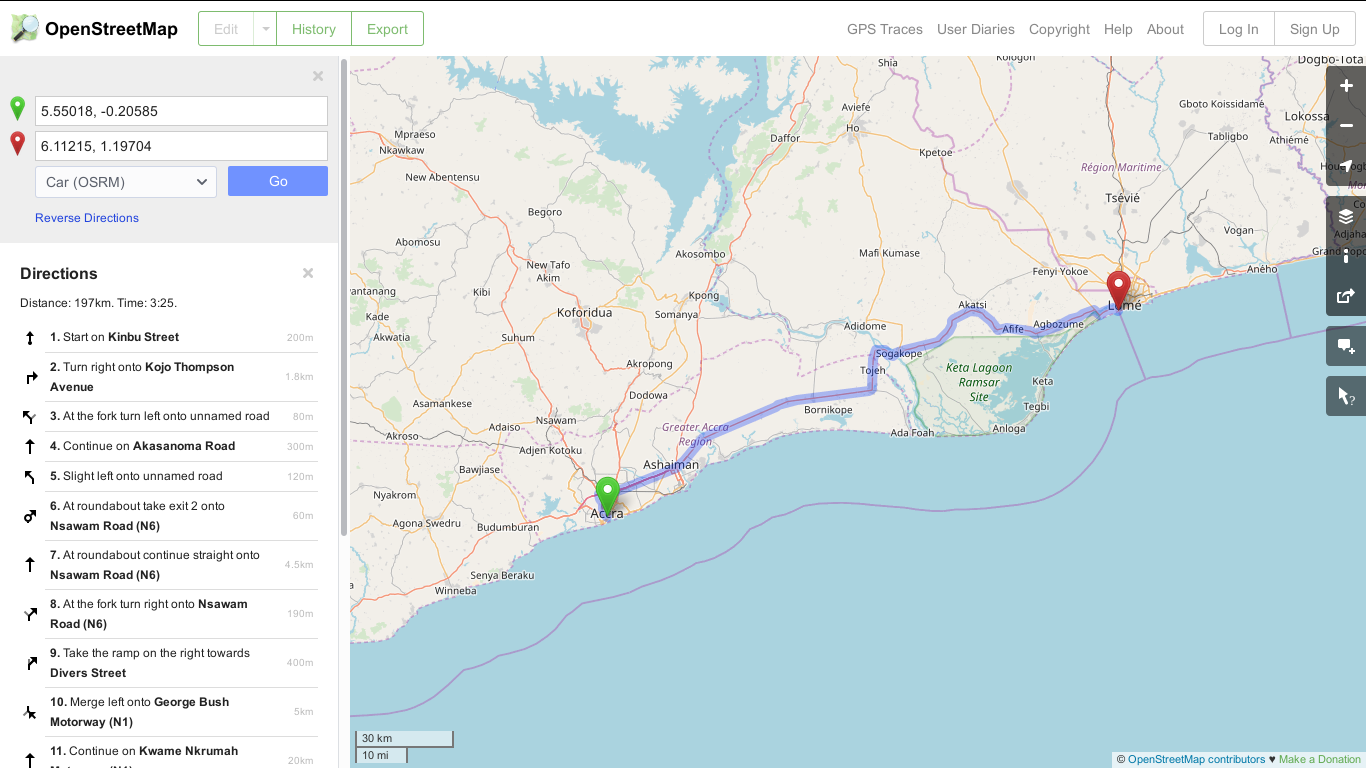 OpenStreetMap
Edit
History
Export
GPS Traces
User Diaries
Copyright
Help
About
Log In
Sign Up
5.55018, -0.20585
6.11215, 1.19704
Car (OSRM)
Go
Reverse Directions
Directions
Distance: 197km. Time: 3:25.
1. Start on Kinbu Street
200m
2. Turn right onto Kojo Thompson
Avenue
1.8km
3. At the fork turn left onto unnamed road
80m
4. Continue on Akasanoma Road
300m
5. Slight left onto unnamed road
120m
6. At roundabout take exit 2 onto
Nsawam Road (N6)
60m
7. At roundabout continue straight onto
Nsawam Road (N6)
4.5km
8. At the fork turn right onto Nsawam
Road (N6)
190m
9. Take the ramp on the right towards
Divers Street
400m
10. Merge left onto George Bush
Motorway (N1)
5km
11. Continue on Kwame Nkrumah
20km
Shia
Dogbo-Tota
Aviefe
Ho
Gboto Koussidamé
Lokossa
Mpraeso
Nkawkaw
Daffor
Tabligbo
Athiémé
Kpetoe
Région Maritime
New Abentensu
Tsévié
Begoro
Vogan
Abomosu
Akosombo
Mafi Kumase
New Tafo
Akim
Fenyi Yokoe
Aného
Kibi
Kpong
Akatsi
Lomé
Kade
Koforidua
Somanya
Adidome
Afife
Agbozume
Akwatia
Suhum
Sogakope
Akropong
Tojeh
Keta Lagoon
Ramsar
Site
Keta
Dodowa
Asamankese
Bornikope
Tegbi
Adaiso
Nsawam
Greater Accra
Region
Anloga
Ada Foah
Akroso
Adjen Kotoku
Ashaiman
Bawjiase
Nyakrom
Accra
Agona Swedru
Budumburan
Senya Beraku
Winneba
30 km
10 mi
© OpenStreetMap contributors ♥ Make a Donation